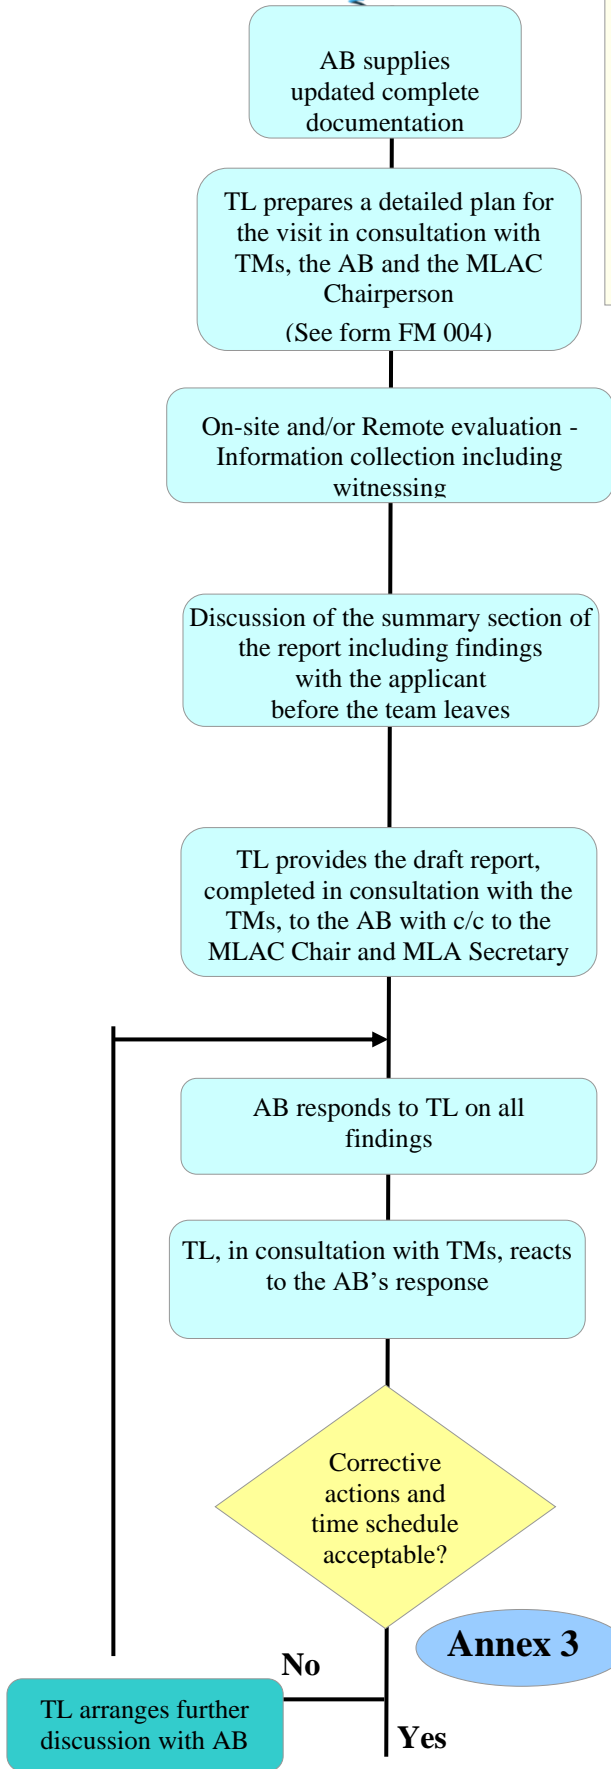 AB supplies
updated complete
documentation
TL prepares a detailed plan for
the visit in consultation with
TMs, the AB and the MLAC
Chairperson
(See form FM 004)
On-site and/or Remote evaluation -
Information collection including
witnessing
Discussion of the summary section of
the report including findings
with the applicant
before the team leaves
TL provides the draft report,
completed in consultation with the
TMs, to the AB with c/c to the
MLAC Chair and MLA Secretary
AB responds to TL on all
findings
TL, in consultation with TMs, reacts
to the AB’s response
Corrective
actions and
time schedule
acceptable?
Annex 3
No
TL arranges further
discussion with AB
Yes